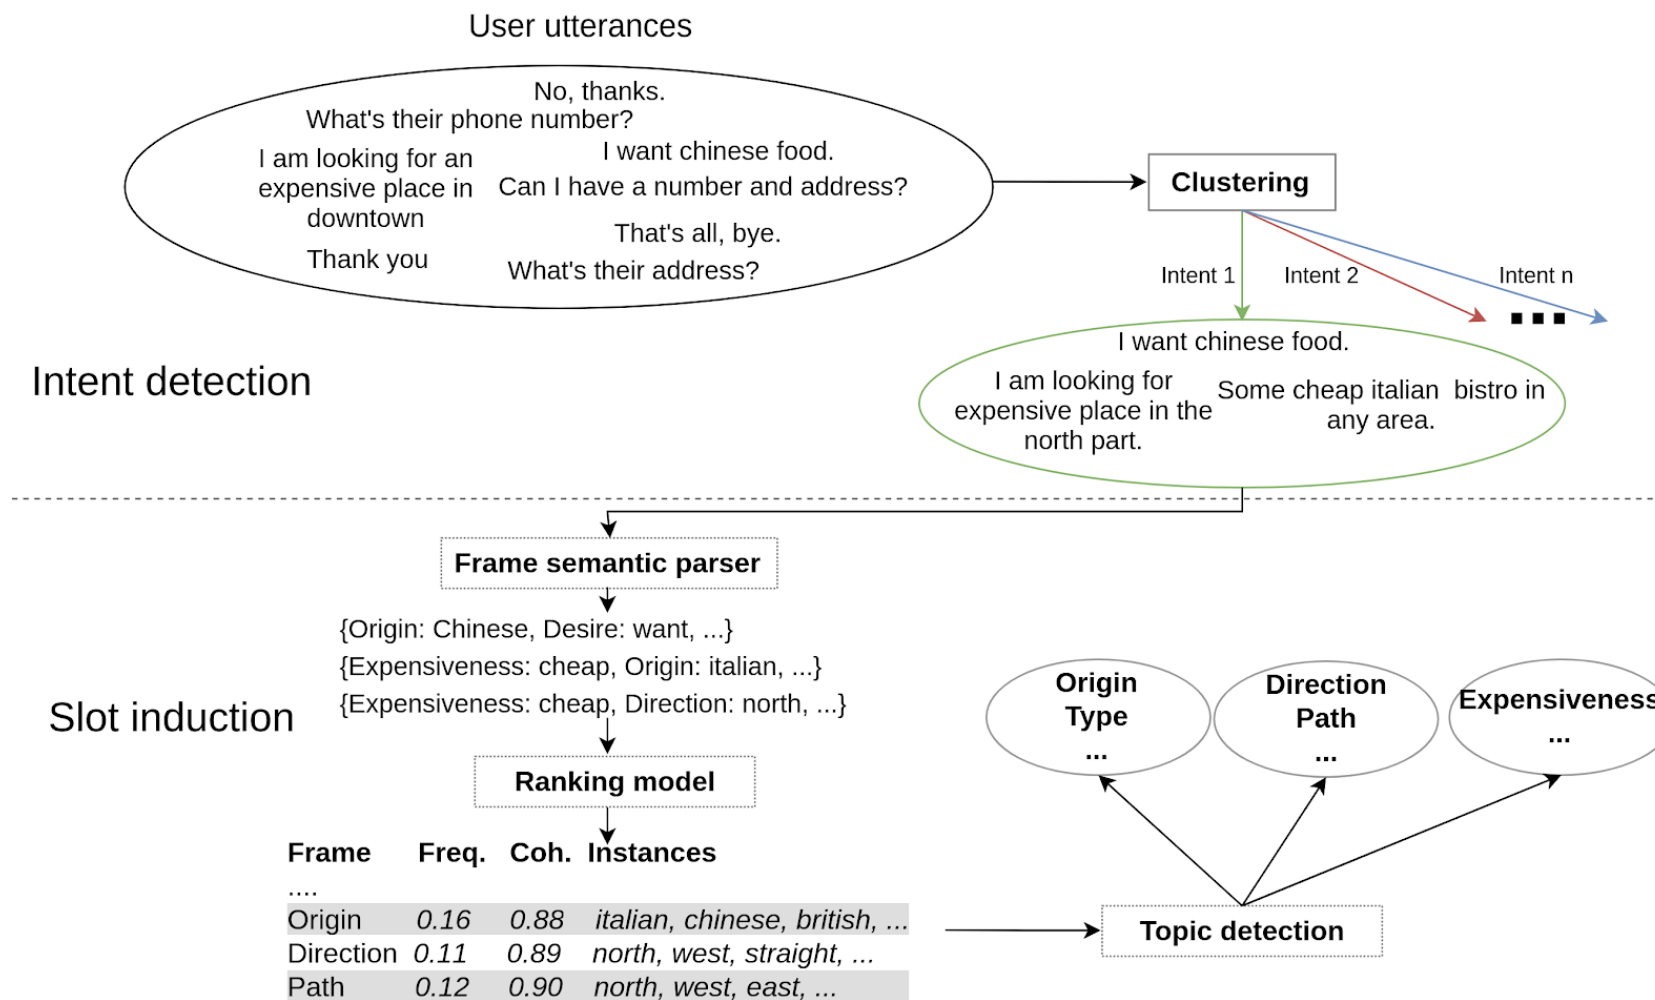 User utterances
No, thanks.
What's their phone number?
I want chinese food.
I am looking for an
expensive place in
downtown
Can I have a number and address?
That's all, bye.
Thank you
What's their address?
Clustering
Intent 1
Intent 2
Intent n
Intent detection
I want chinese food.
I am looking for
expensive place in the
north part.
Some cheap italian bistro in
any area.
Frame semantic parser
{Origin: Chinese, Desire: want, ...}
{Expensiveness: cheap, Origin: italian, ...}
{Expensiveness: cheap, Direction: north, ...}
Slot induction
Ranking model
Frame Freq. Coh. Instances
....
Origin 0.16 0.88 italian, chinese, british, ...
Direction 0.11 0.89 north, west, straight, ...
Path 0.12 0.90 north, west, east, ...
Topic detection
Origin
Type
...
Direction
Path
...
Expensiveness
...